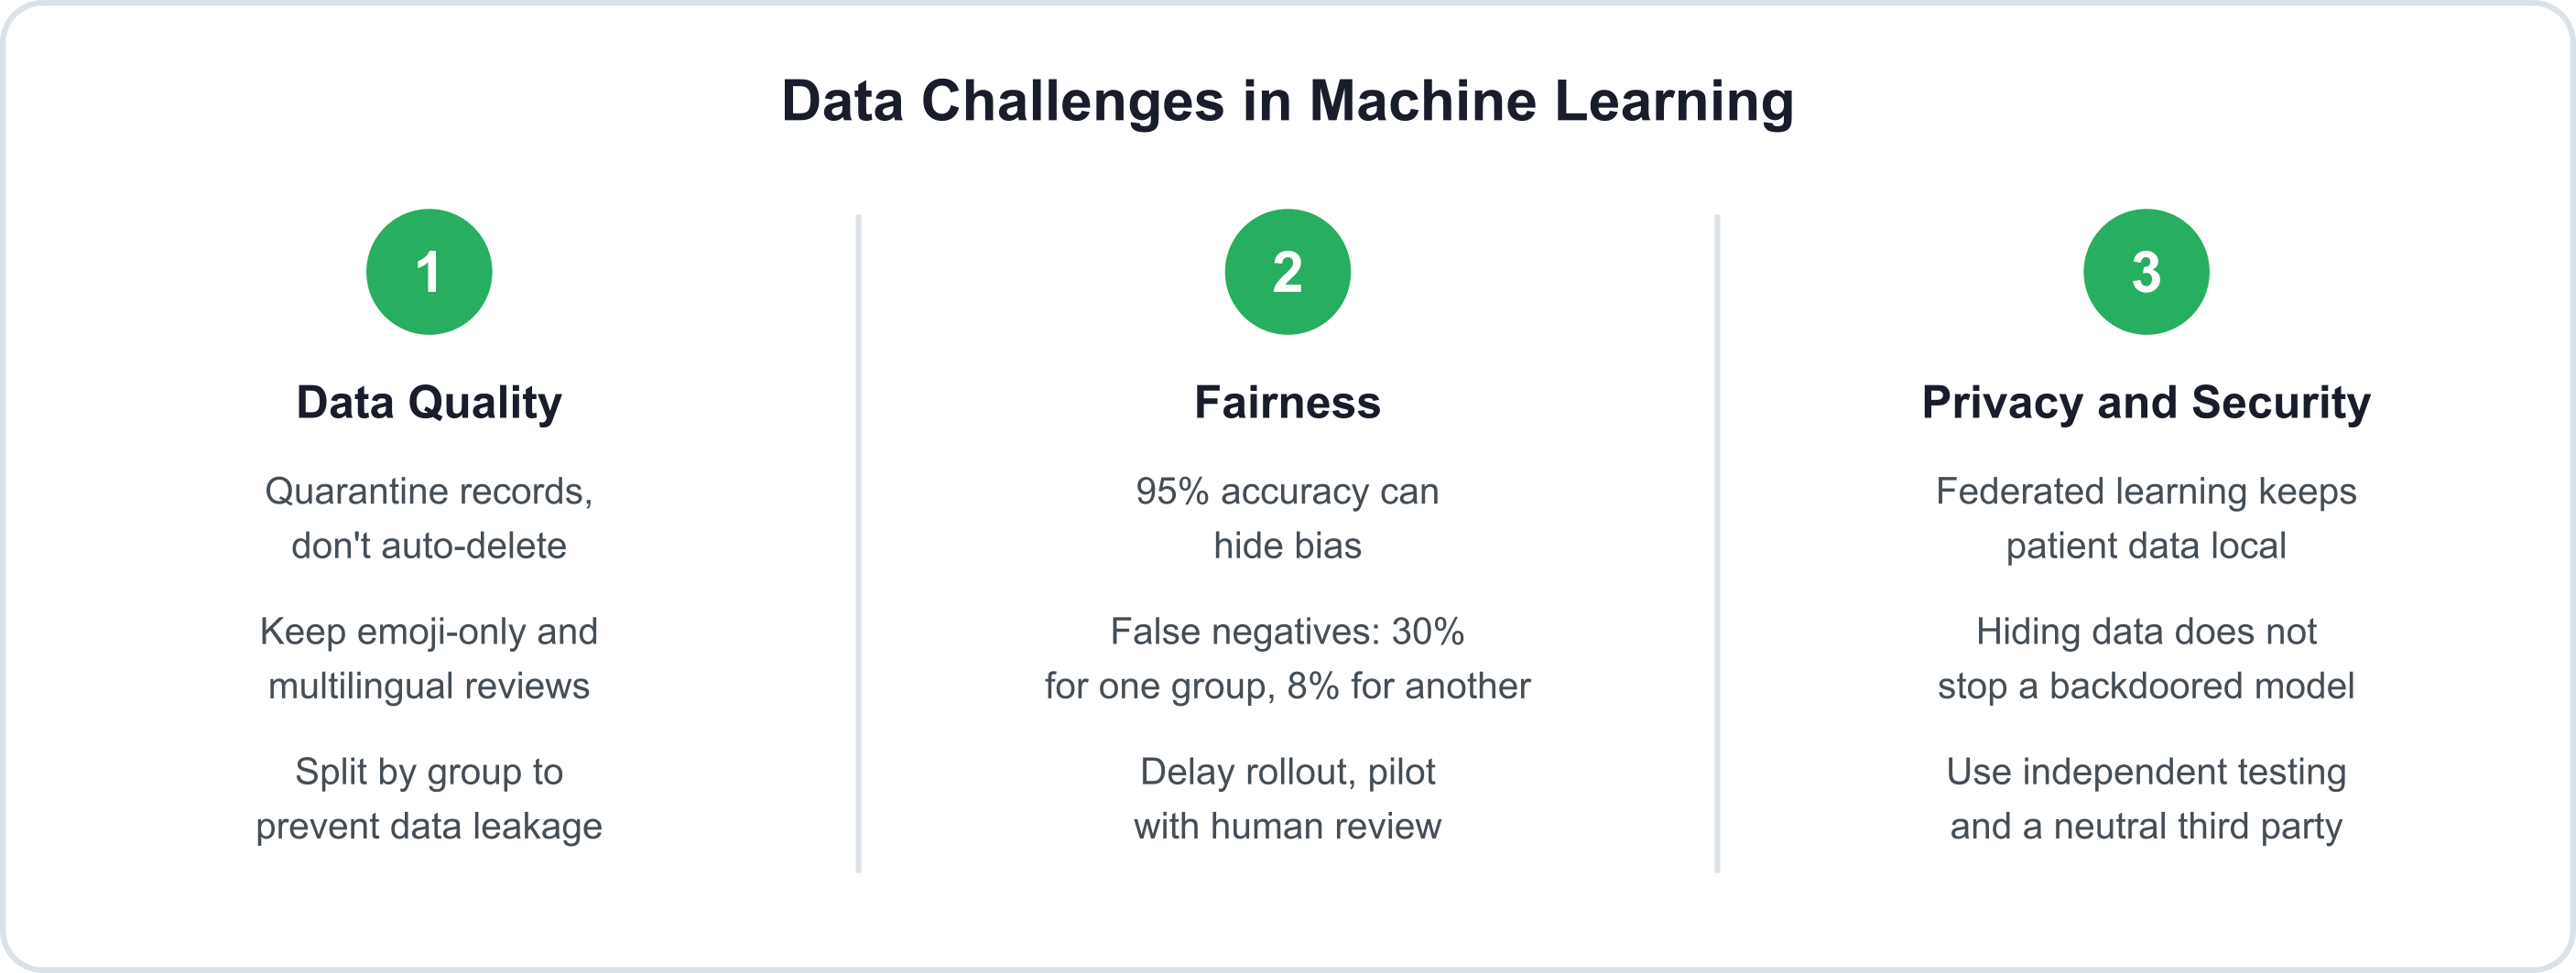 Data Challenges in Machine Learning
1
Data Quality
Quarantine records,
don't auto-delete
Keep emoji-only and
multilingual reviews
Split by group to
prevent data leakage
2
Fairness
95% accuracy can
hide bias
False negatives: 30%
for one group, 8% for another
Delay rollout, pilot
with human review
3
Privacy and Security
Federated learning keeps
patient data local
Hiding data does not
stop a backdoored model
Use independent testing
and a neutral third party